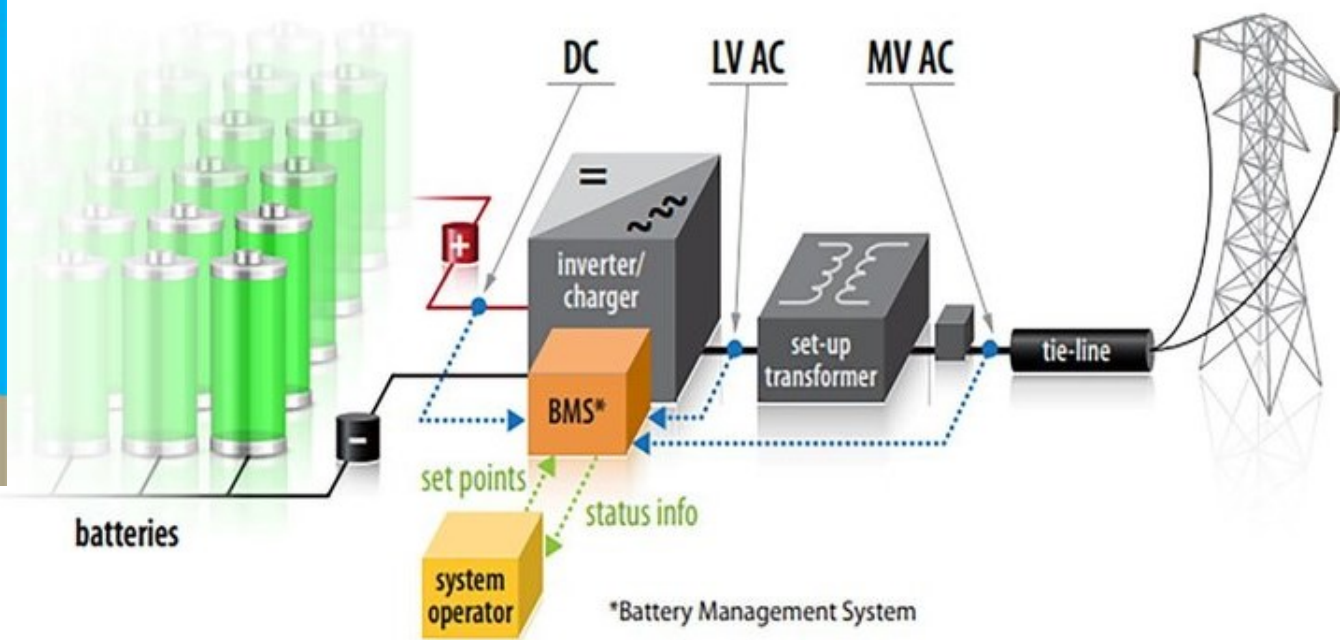 DC
LV AC
MV AC
=
+
inverter/
charger
set-up
transformer
tie-line
BMS*
-
set points
status info
batteries
system
operator
*Battery Management System